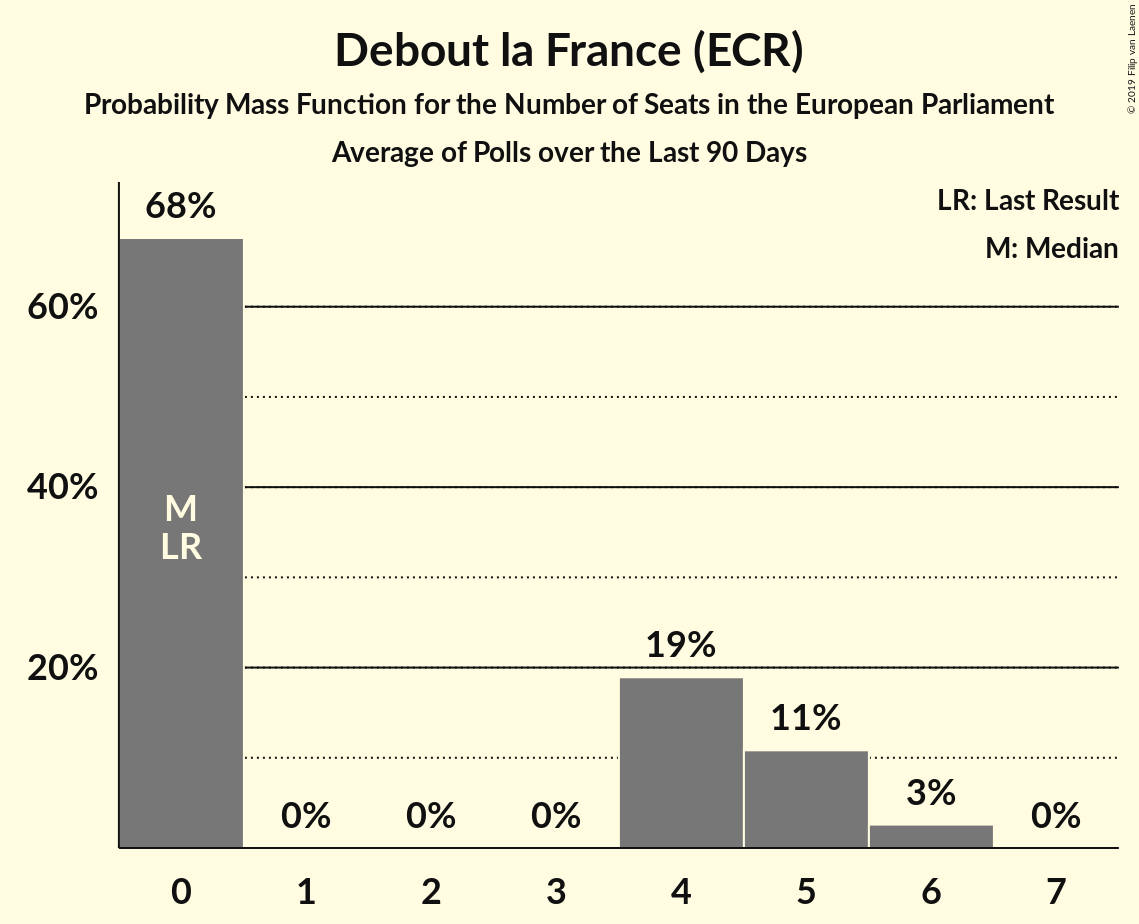 Debout la France (ECR)
Probability Mass Function for the Number of Seats in the European Parliament
Average of Polls over the Last 90 Days
© 2019 Filip van Laenen
LR: Last Result
M: Median
68%
60%
40%
M
LR
19%
20%
11%
3%
0%
0%
0%
0%
0 1 2 3 4 5 6 7